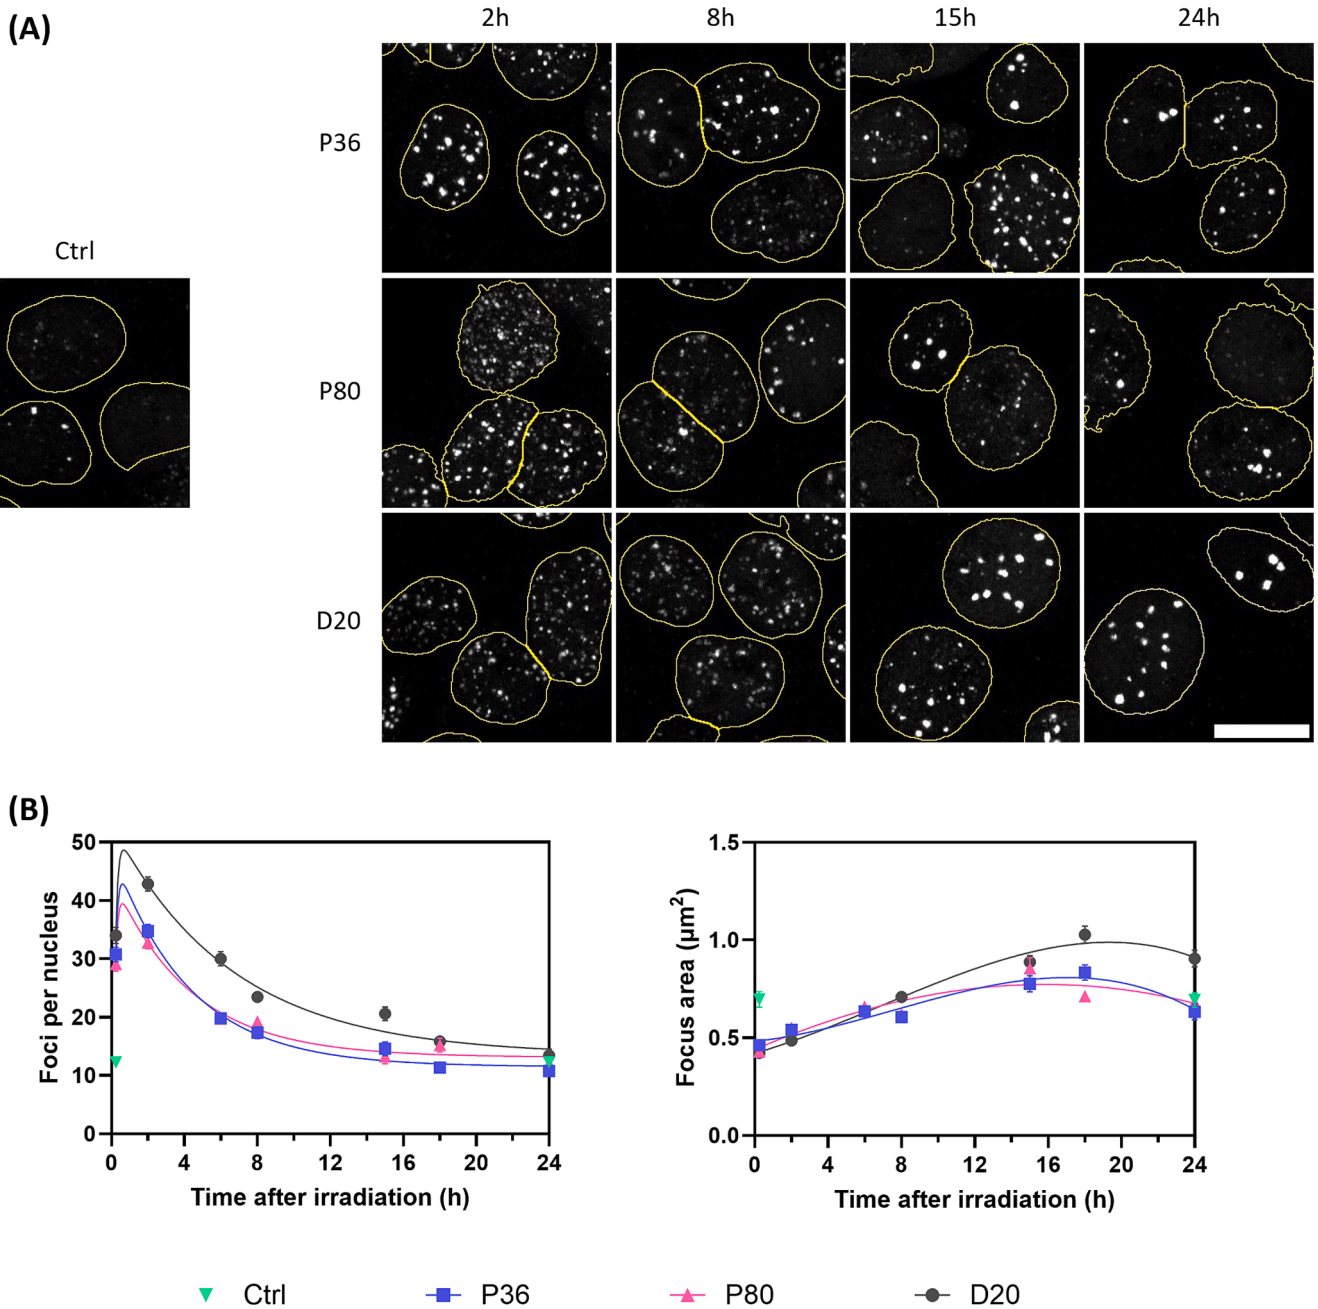 (A)
2h 8h 15h 24h
P36
Ctrl
P80
D20
(B)
50
40
30
20
10
0
Foci per nucleus
0 4 8 12 16 20 24
Time after irradiation (h)
1.5
1.0
0.5
0.0
Focus area (µm²)
0 4 8 12 16 20 24
Time after irradiation (h)
Ctrl P36 P80 D20